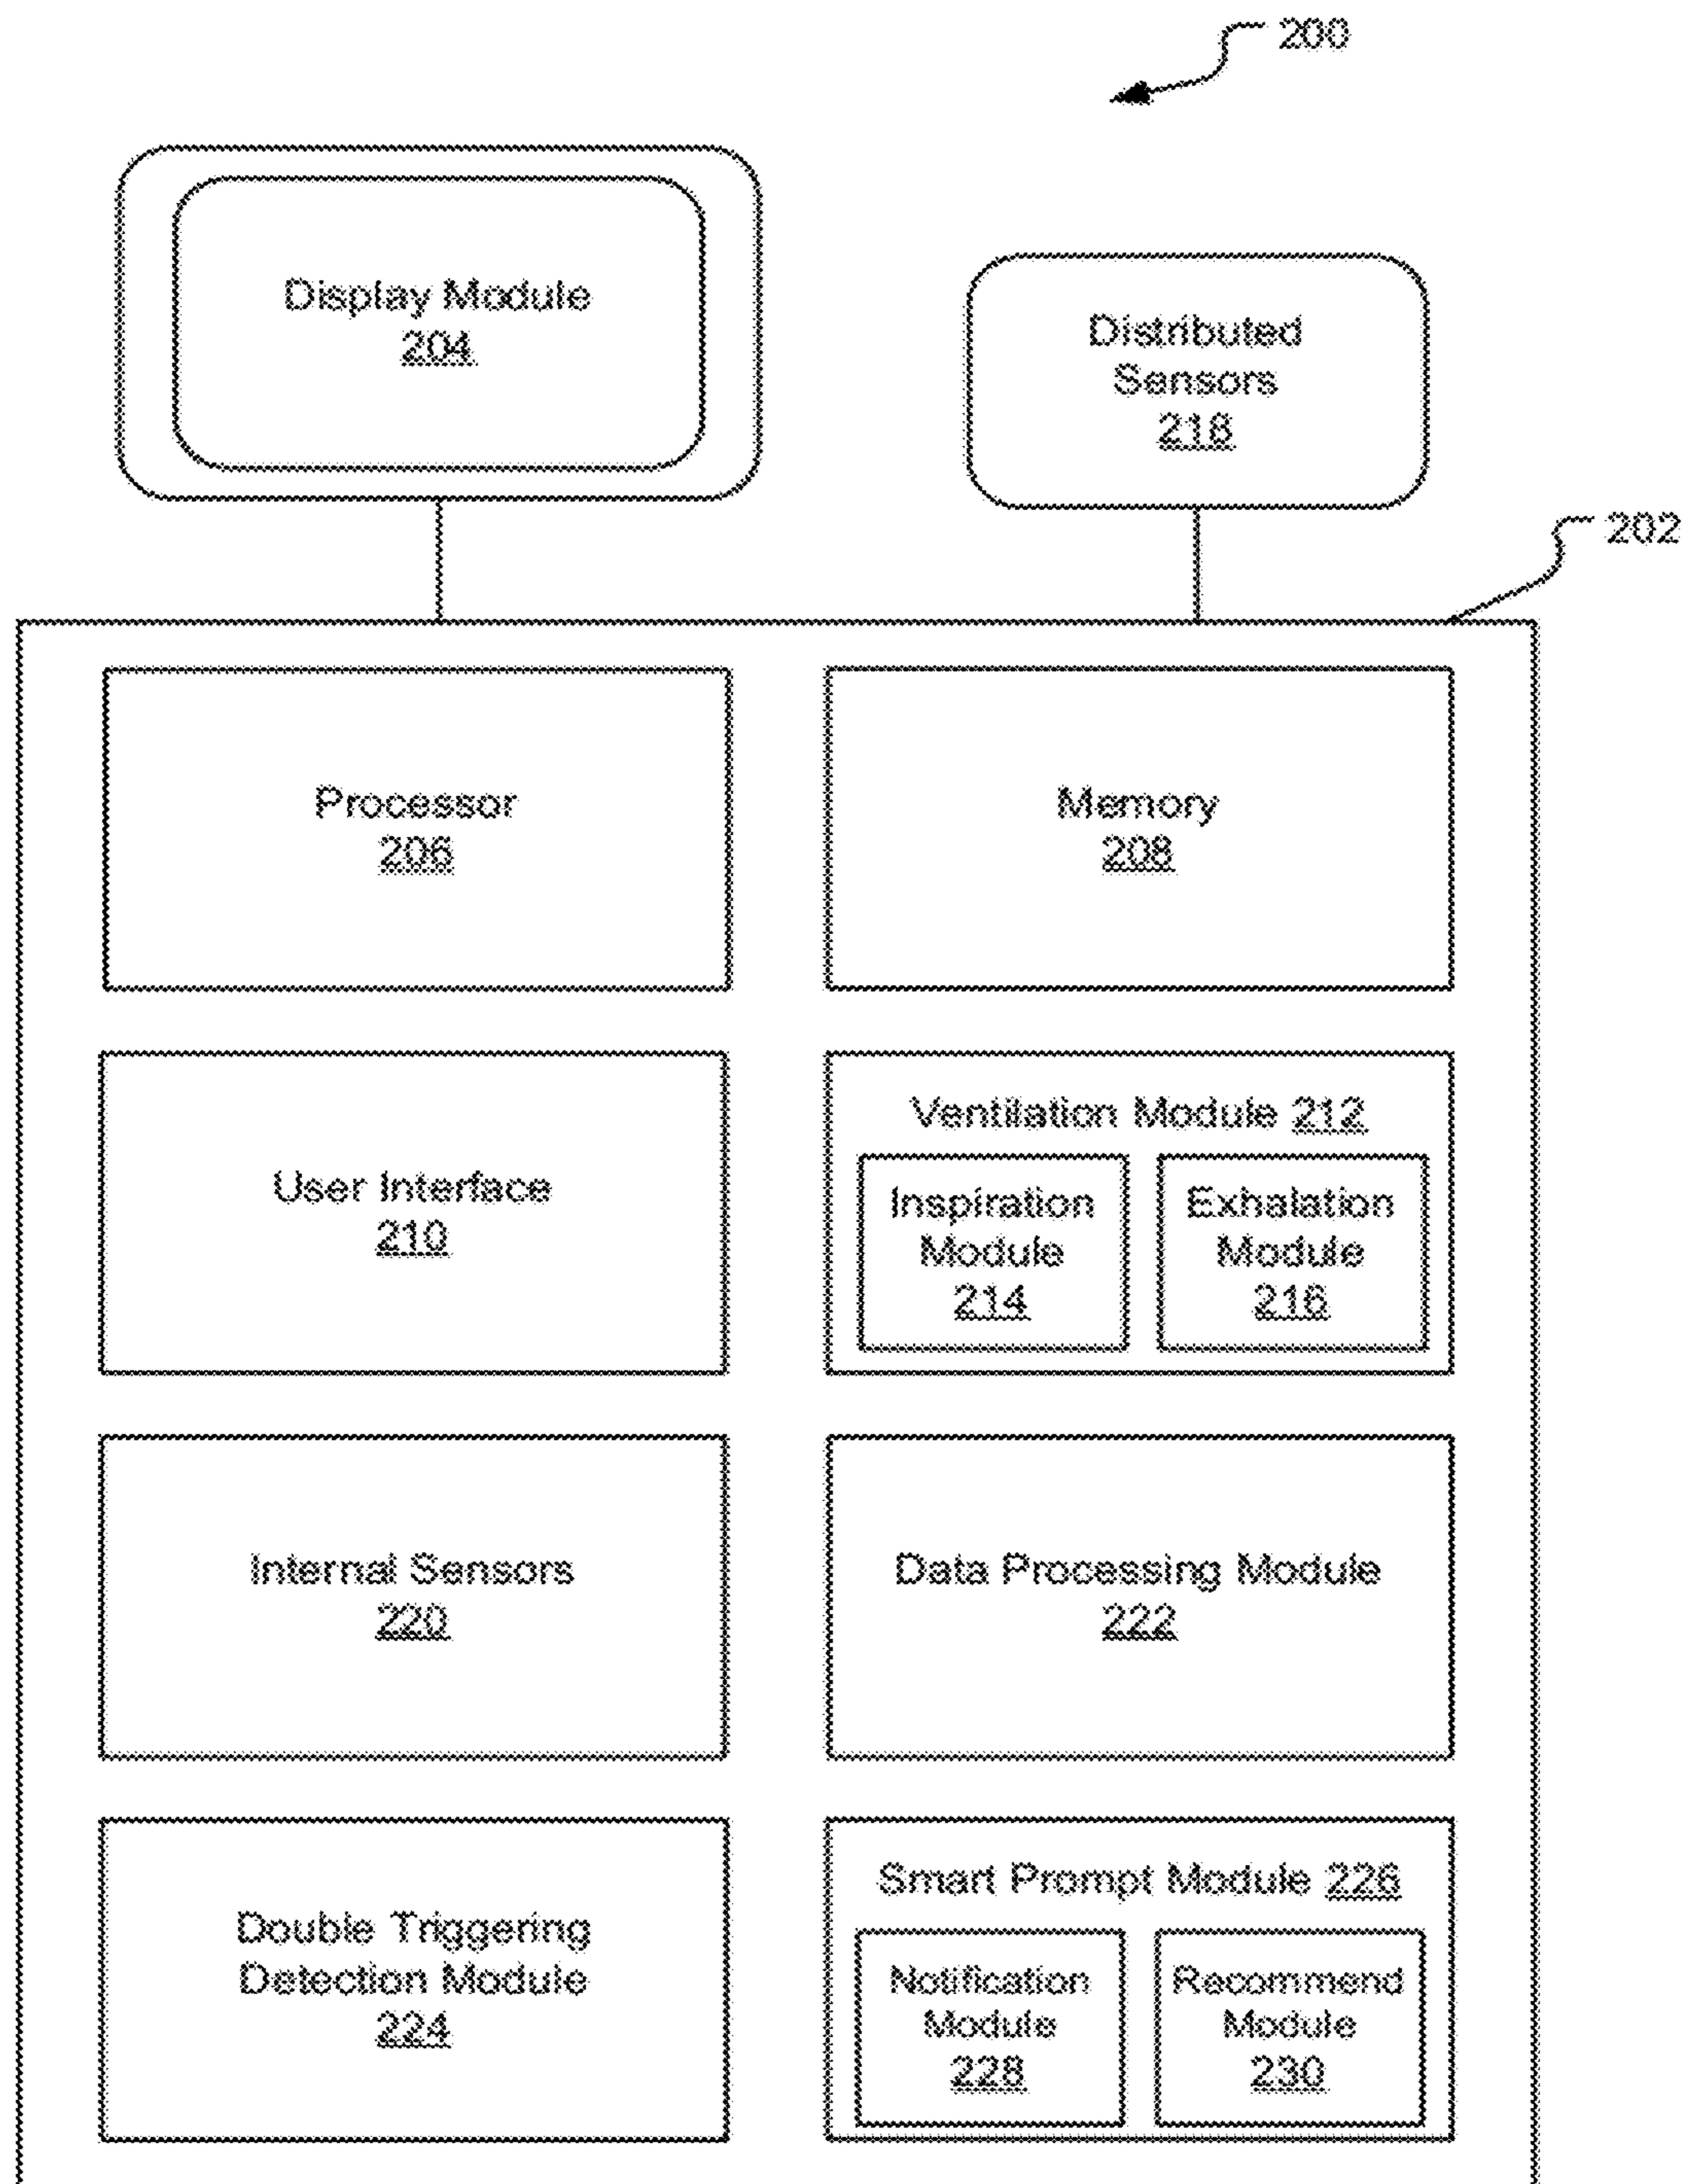 200
Display Module
204
Distributed
Sensors
218
202
Processor
206
Memory
208
User Interface
210
Ventilation Module 212
Inspiration
Module
214
Exhalation
Module
216
Internal Sensors
220
Data Processing Module
222
Double Triggering
Detection Module
224
Smart Prompt Module 226
Notification
Module
228
Recommend
Module
230